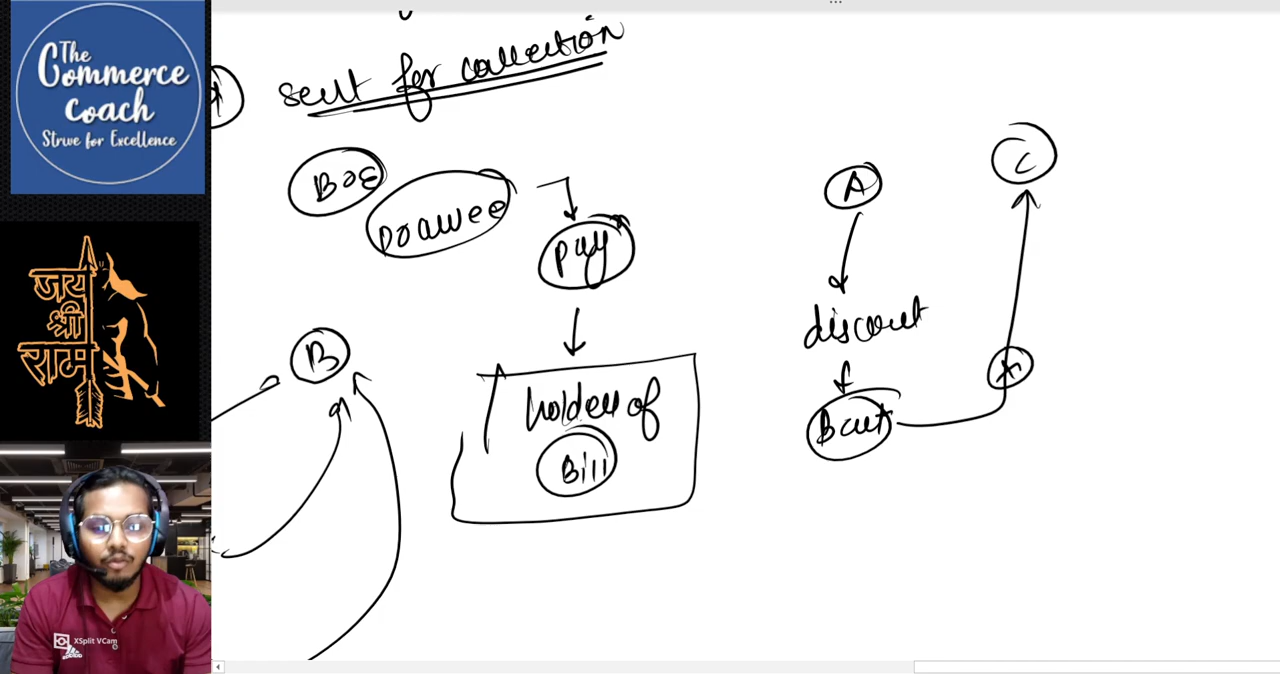 The
Commerce
Coach
Strive for Excellence
जय
श्री
राम
XSplit VCam
sent for collection
BOE
Drawee
pay
B
holder of
Bill
A
discount
Bank
C
A